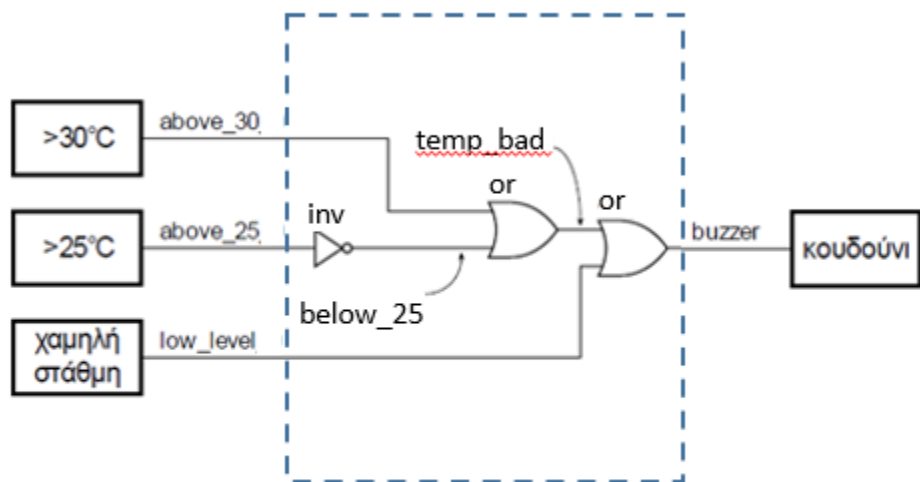 >30°C
above_30
temp_bad
or
or
inv
>25°C
above_25
buzzer
κουδούνι
below_25
χαμηλή
στάθμη
low_level